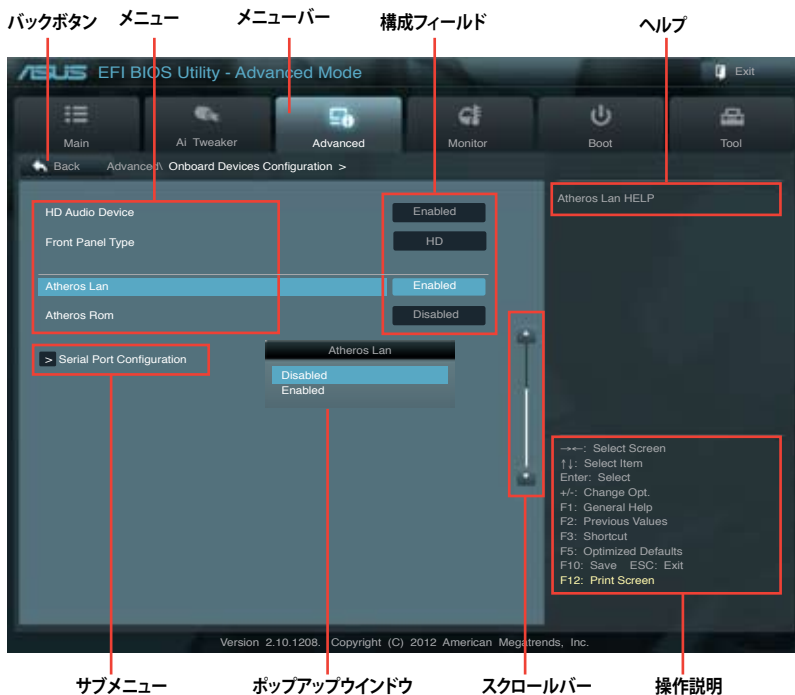 バックボタン メニュー メニューバー 構成フィールド ヘルプ
ASUS EFI BIOS Utility - Advanced Mode Exit
Main Ai Tweaker Advanced Monitor Boot Tool
Back Advanced\ Onboard Devices Configuration >
HD Audio Device Enabled
Front Panel Type HD
Atheros Lan Enabled
Atheros Rom Disabled
> Serial Port Configuration
Atheros Lan
Disabled
Enabled
Atheros Lan HELP
→←: Select Screen
↑↓: Select Item
Enter: Select
+/-: Change Opt.
F1: General Help
F2: Previous Values
F3: Shortcut
F5: Optimized Defaults
F10: Save ESC: Exit
F12: Print Screen
Version 2.10.1208. Copyright (C) 2012 American Megatrends, Inc.
サブメニュー ポップアップウインドウ スクロールバー 操作説明